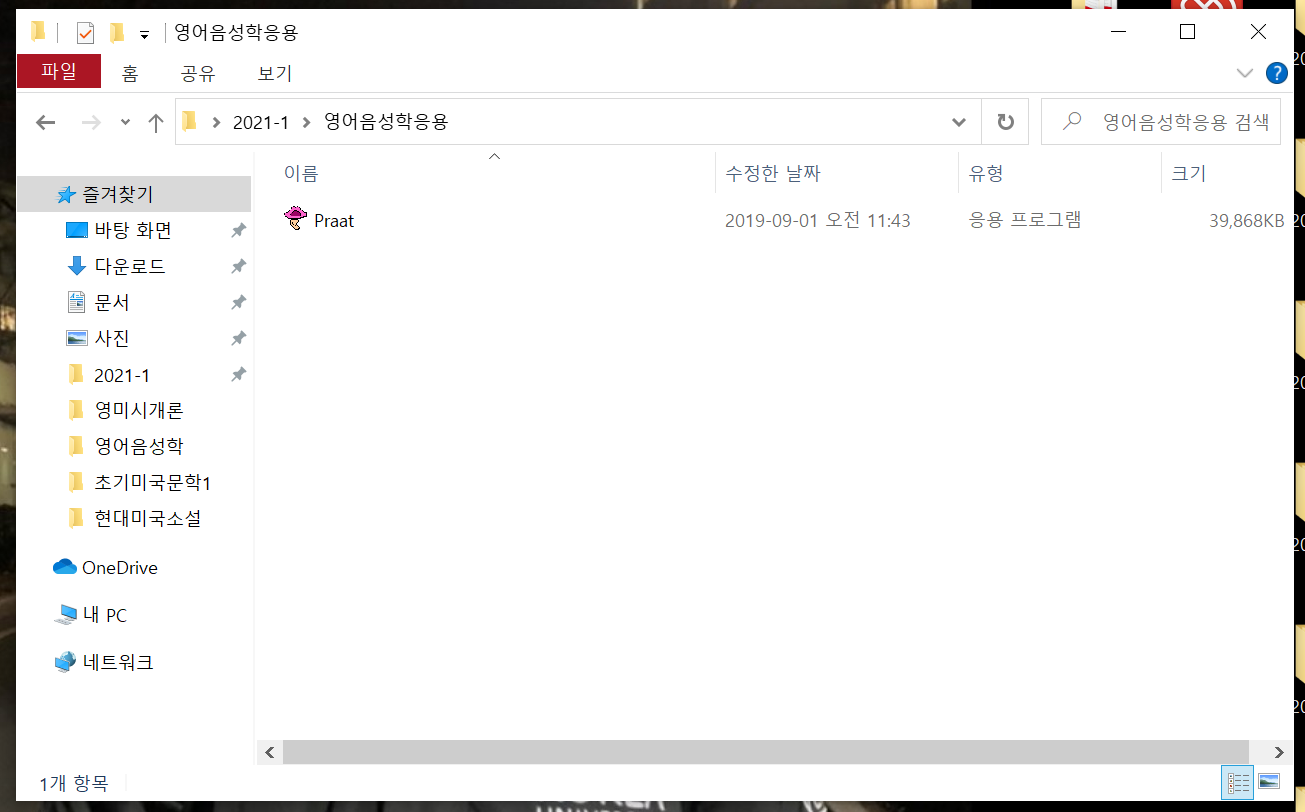 영어음성학응용
파일 홈 공유 보기
2021-1 영어음성학응용 영어음성학응용 검색
이름 수정한 날짜 유형 크기
Praat 2019-09-01 오전 11:43 응용 프로그램 39,868KB
즐겨찾기
바탕 화면
다운로드
문서
사진
2021-1
영미시개론
영어음성학
초기미국문학1
현대미국소설
OneDrive
내 PC
네트워크
1개 항목